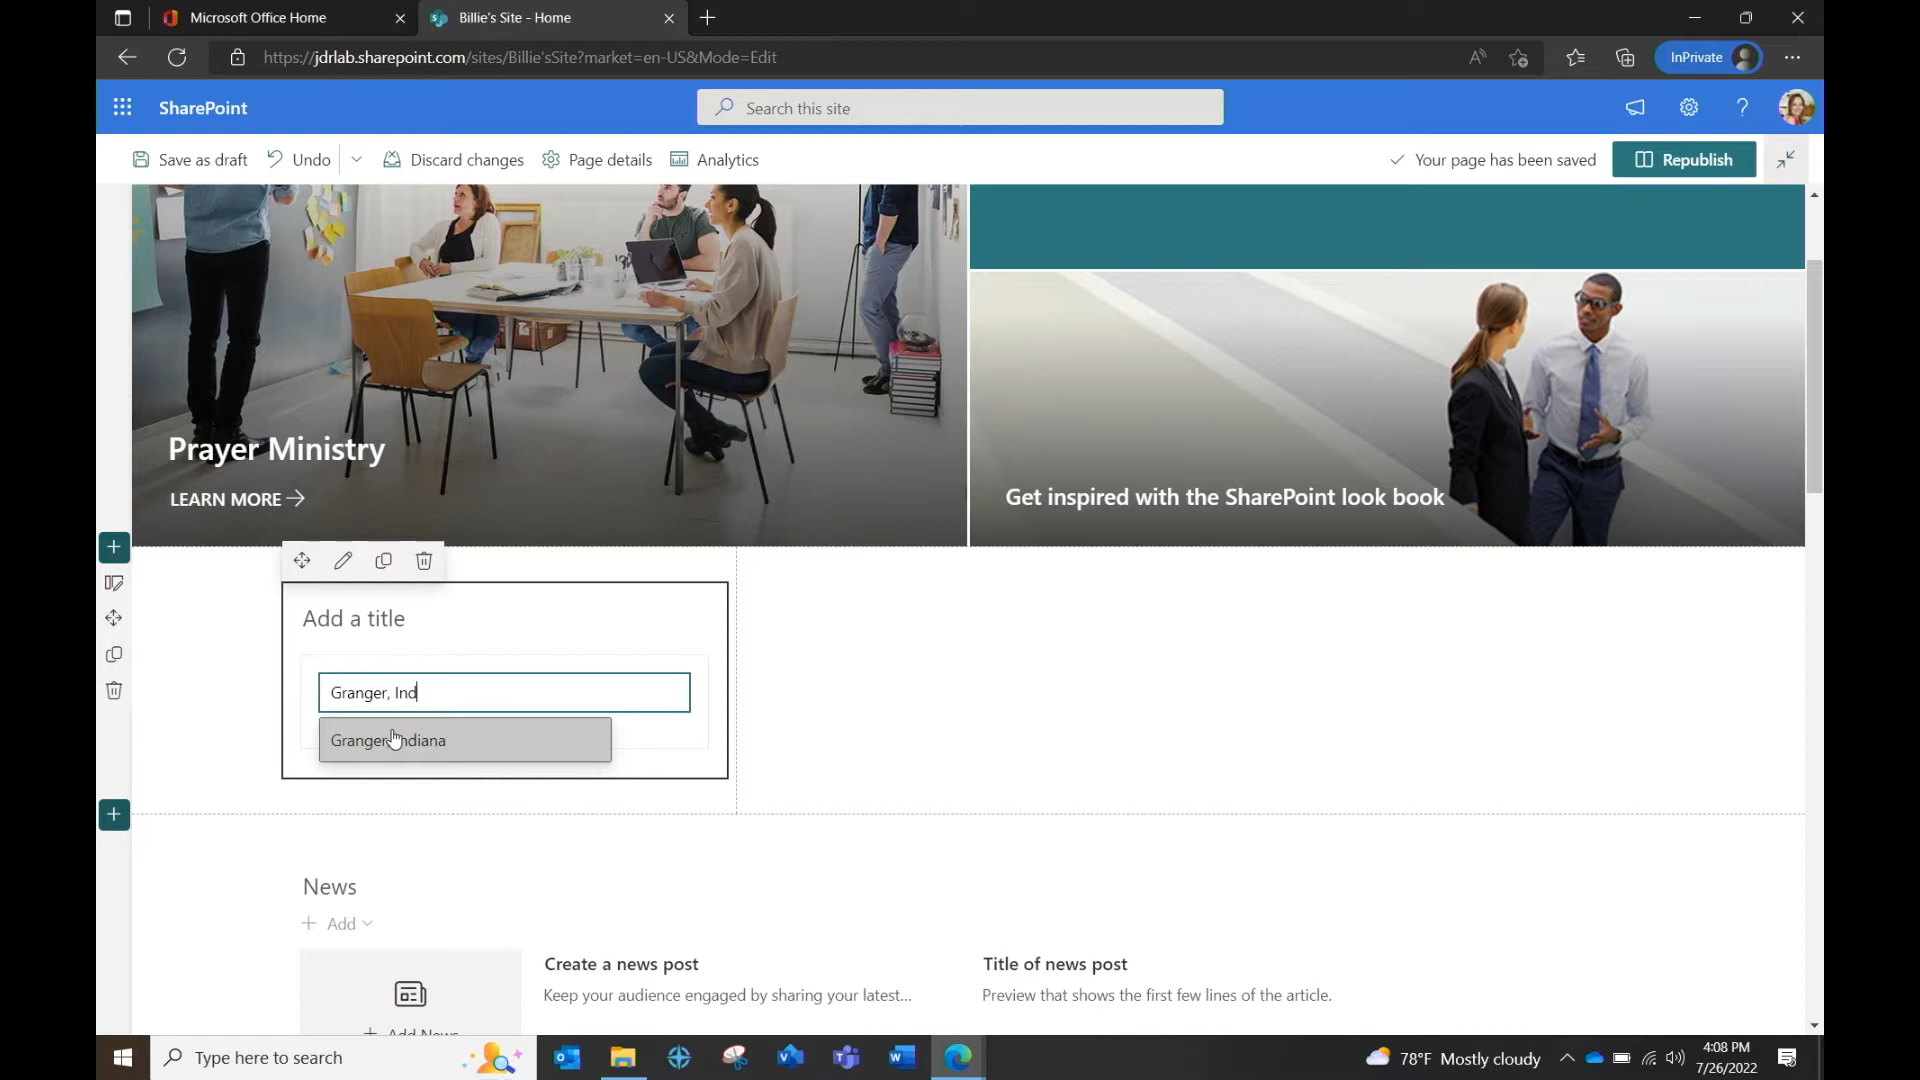 Microsoft Office Home
Billie's Site - Home
https://jdrlab.sharepoint.com/sites/Billie'sSite?market=en-US&Mode=Edit
InPrivate
SharePoint
Search this site
Save as draft
Undo
Discard changes
Page details
Analytics
Your page has been saved
Republish
Prayer Ministry
LEARN MORE
Get inspired with the SharePoint look book
Add a title
Granger, Ind
Granger, Indiana
News
Add
Create a news post
Title of news post
Keep your audience engaged by sharing your latest...
Preview that shows the first few lines of the article.
Add News
Type here to search
78°F Mostly cloudy
4:08 PM
7/26/2022